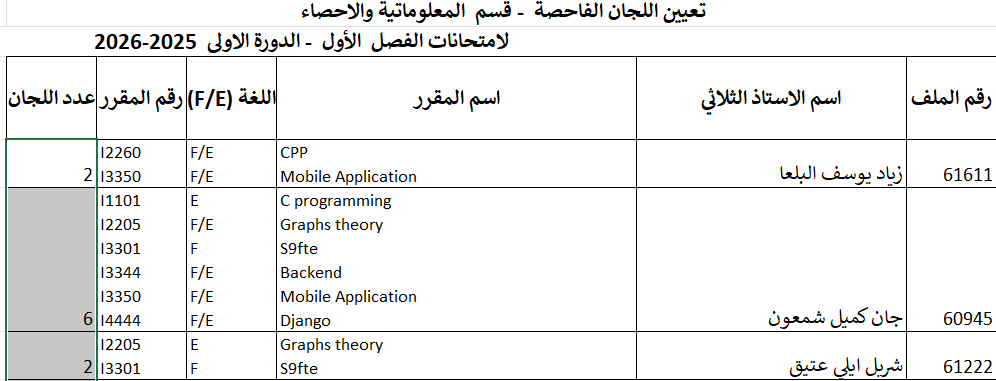 تعيين اللجان الفاحصة - قسم المعلوماتية والاحصاء
لامتحانات الفصل الأول - الدورة الاولى 2025-2026
رقم الملف اسم الاستاذ الثلاثي اسم المقرر اللغة (F/E) رقم المقرر عدد اللجان
CPP F/E I2260
61611 زياد يوسف البلعا Mobile Application F/E I3350 2
C programming E I1101
Graphs theory F/E I2205
S9fte F I3301
Backend F/E I3344
Mobile Application F/E I3350
60945 جان كميل شمعون Django F/E I4444 6
Graphs theory E I2205
61222 شربل ايلي عتيق S9fte F I3301 2